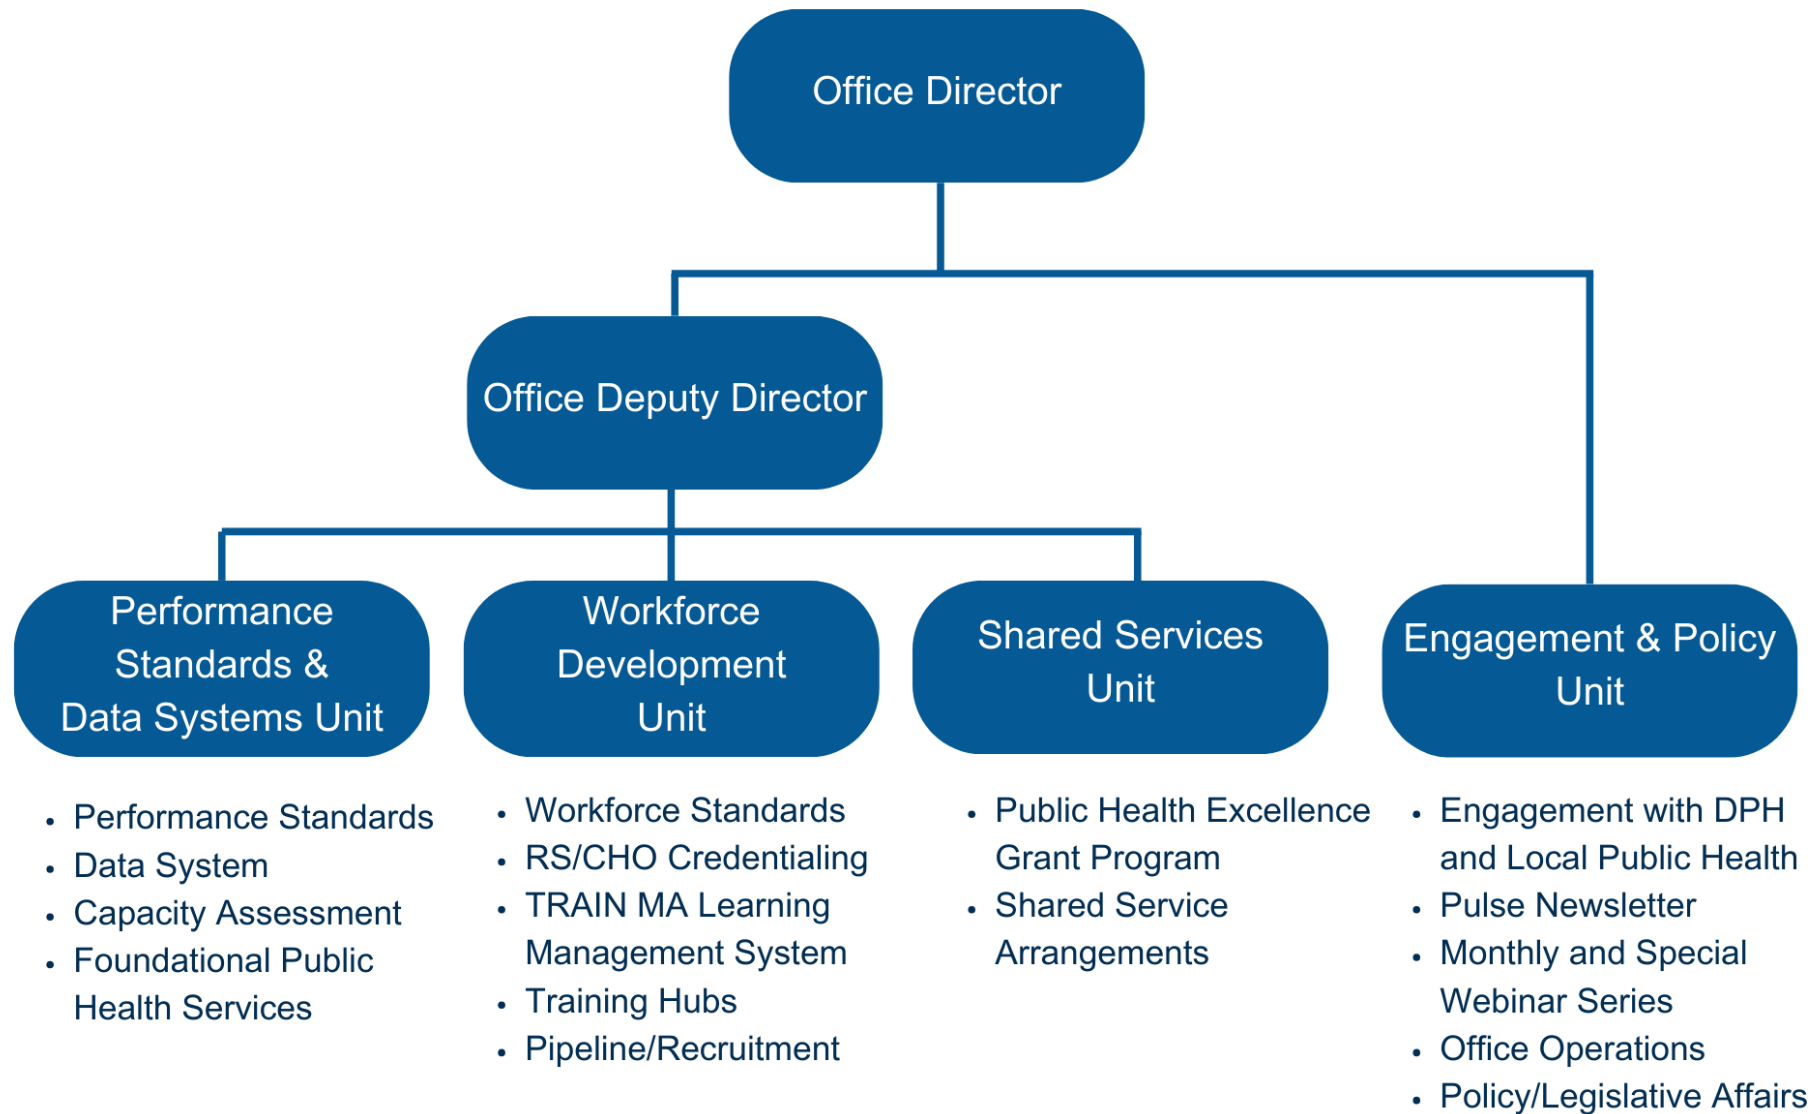 Office Director
Office Deputy Director
Performance
Standards &
Data Systems Unit
• Performance Standards
• Data System
• Capacity Assessment
• Foundational Public
Health Services
Workforce
Development
Unit
• Workforce Standards
• RS/CHO Credentialing
• TRAIN MA Learning
Management System
• Training Hubs
• Pipeline/Recruitment
Shared Services
Unit
• Public Health Excellence
Grant Program
• Shared Service
Arrangements
Engagement & Policy
Unit
• Engagement with DPH
and Local Public Health
• Pulse Newsletter
• Monthly and Special
Webinar Series
• Office Operations
• Policy/Legislative Affairs